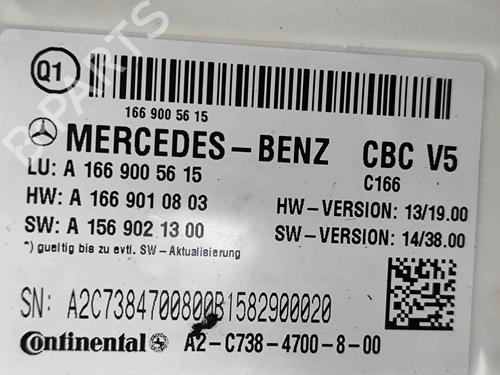 Q1
166 900 56 15
MERCEDES-BENZ CBC V5
C166
LU: A 166 900 56 15
HW: A 166 901 08 03 HW-VERSION: 13/19.00
SW: A 156 902 13 00 SW-VERSION: 14/38.00
*) gueltig bis zu evtl. SW-Aktualisierung
SN: A2C7384700800B1582900020
Continental A2-C738-4700-8-00
B-PARTS